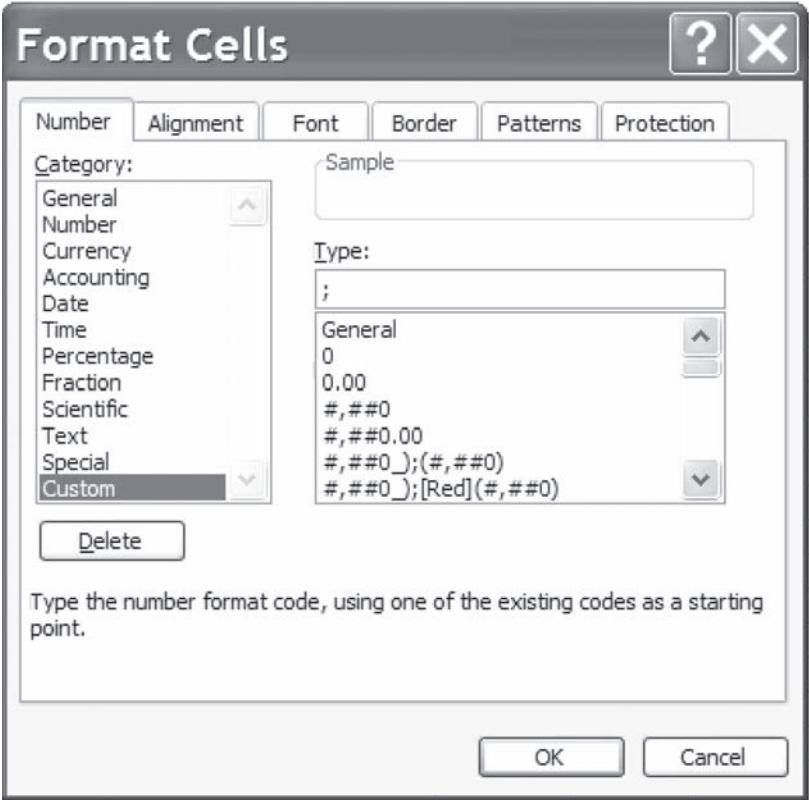 Format Cells
Number Alignment Font Border Patterns Protection
Category:
General
Number
Currency
Accounting
Date
Time
Percentage
Fraction
Scientific
Text
Special
Custom
Delete
Sample
Type:
;
General
0
0.00
#,##0
#,##0.00
#,##0_);(#,##0)
#,##0_);[Red](#,##0)
Type the number format code, using one of the existing codes as a starting
point.
OK Cancel